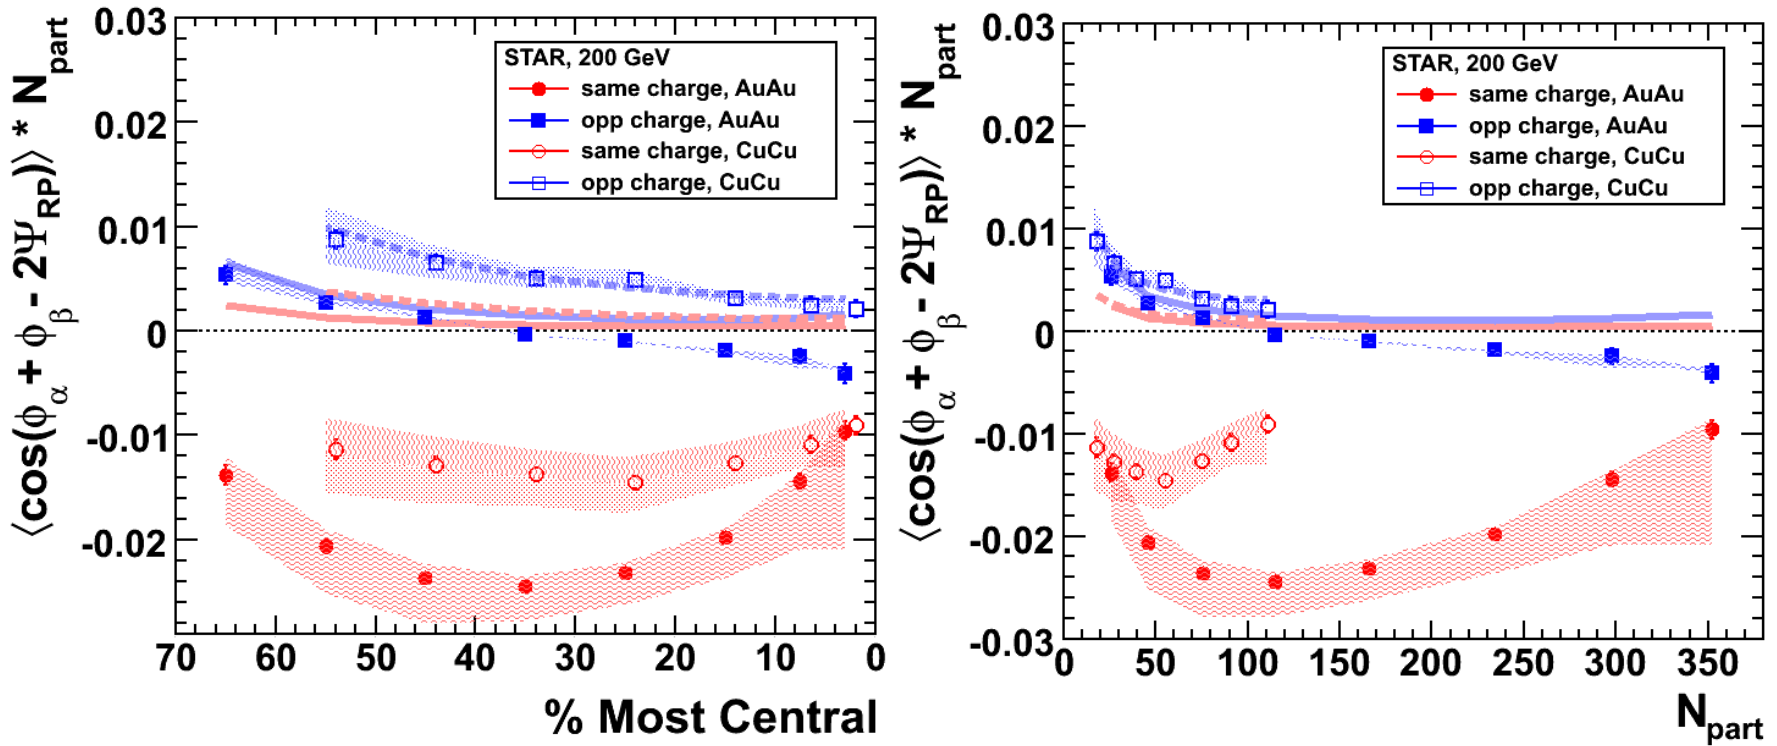 ⟨cos(ϕα + ϕβ - 2ΨRP)⟩ * Npart
0.03
0.02
0.01
0
-0.01
-0.02
STAR, 200 GeV
same charge, AuAu
opp charge, AuAu
same charge, CuCu
opp charge, CuCu
70 60 50 40 30 20 10 0
% Most Central
⟨cos(ϕα + ϕβ - 2ΨRP)⟩ * Npart
0.03
0.02
0.01
0
-0.01
-0.02
-0.03
STAR, 200 GeV
same charge, AuAu
opp charge, AuAu
same charge, CuCu
opp charge, CuCu
0 50 100 150 200 250 300 350
Npart